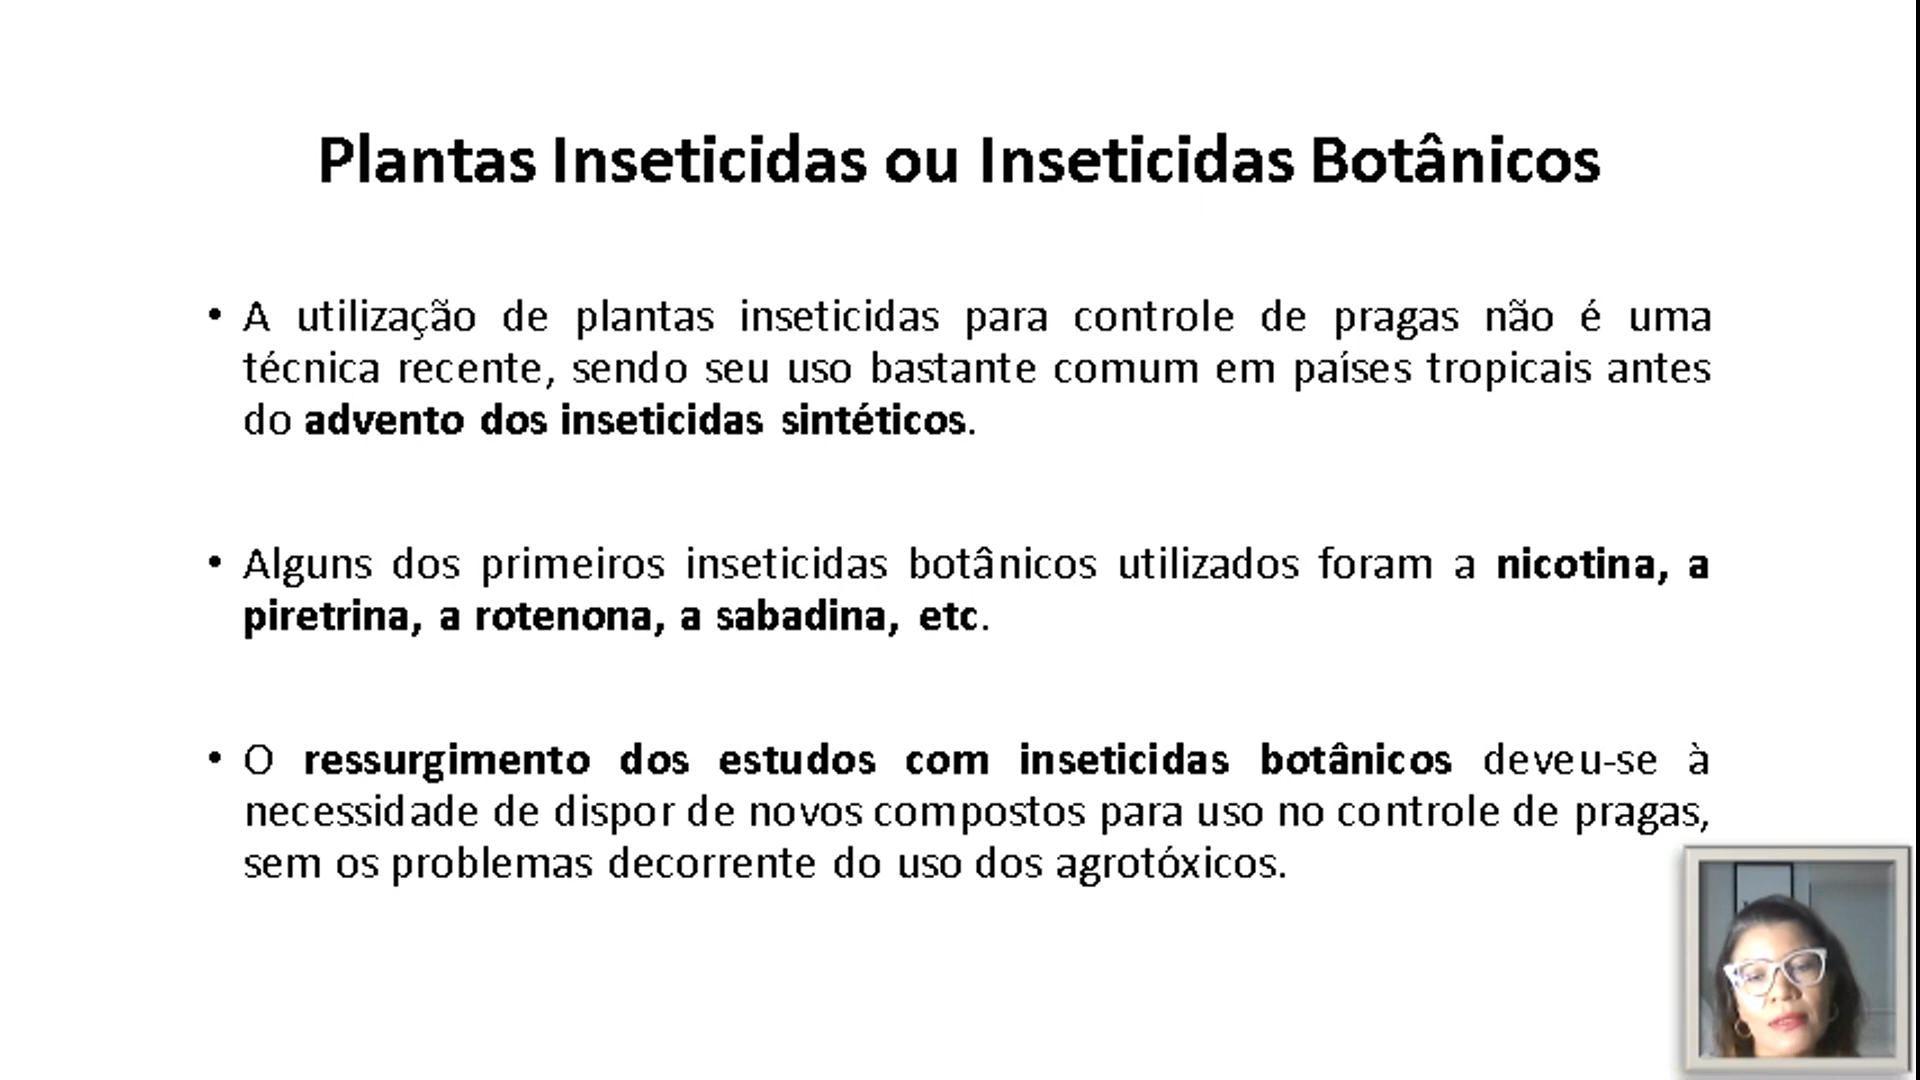 Plantas Inseticidas ou Inseticidas Botânicos
• A utilização de plantas inseticidas para controle de pragas não é uma
técnica recente, sendo seu uso bastante comum em países tropicais antes
do advento dos inseticidas sintéticos.
• Alguns dos primeiros inseticidas botânicos utilizados foram a nicotina, a
piretrina, a rotenona, a sabadina, etc.
• O ressurgimento dos estudos com inseticidas botânicos deveu-se à
necessidade de dispor de novos compostos para uso no controle de pragas,
sem os problemas decorrente do uso dos agrotóxicos.